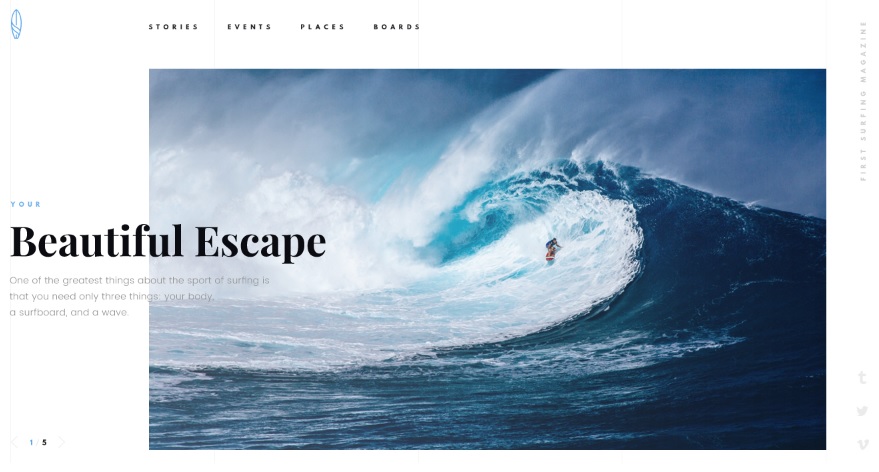 STORIES EVENTS PLACES BOARDS
FIRST SURFING MAGAZINE
YOUR
Beautiful Escape
One of the greatest things about the sport of surfing is
that you need only three things: your body,
a surfboard, and a wave.
1 / 5